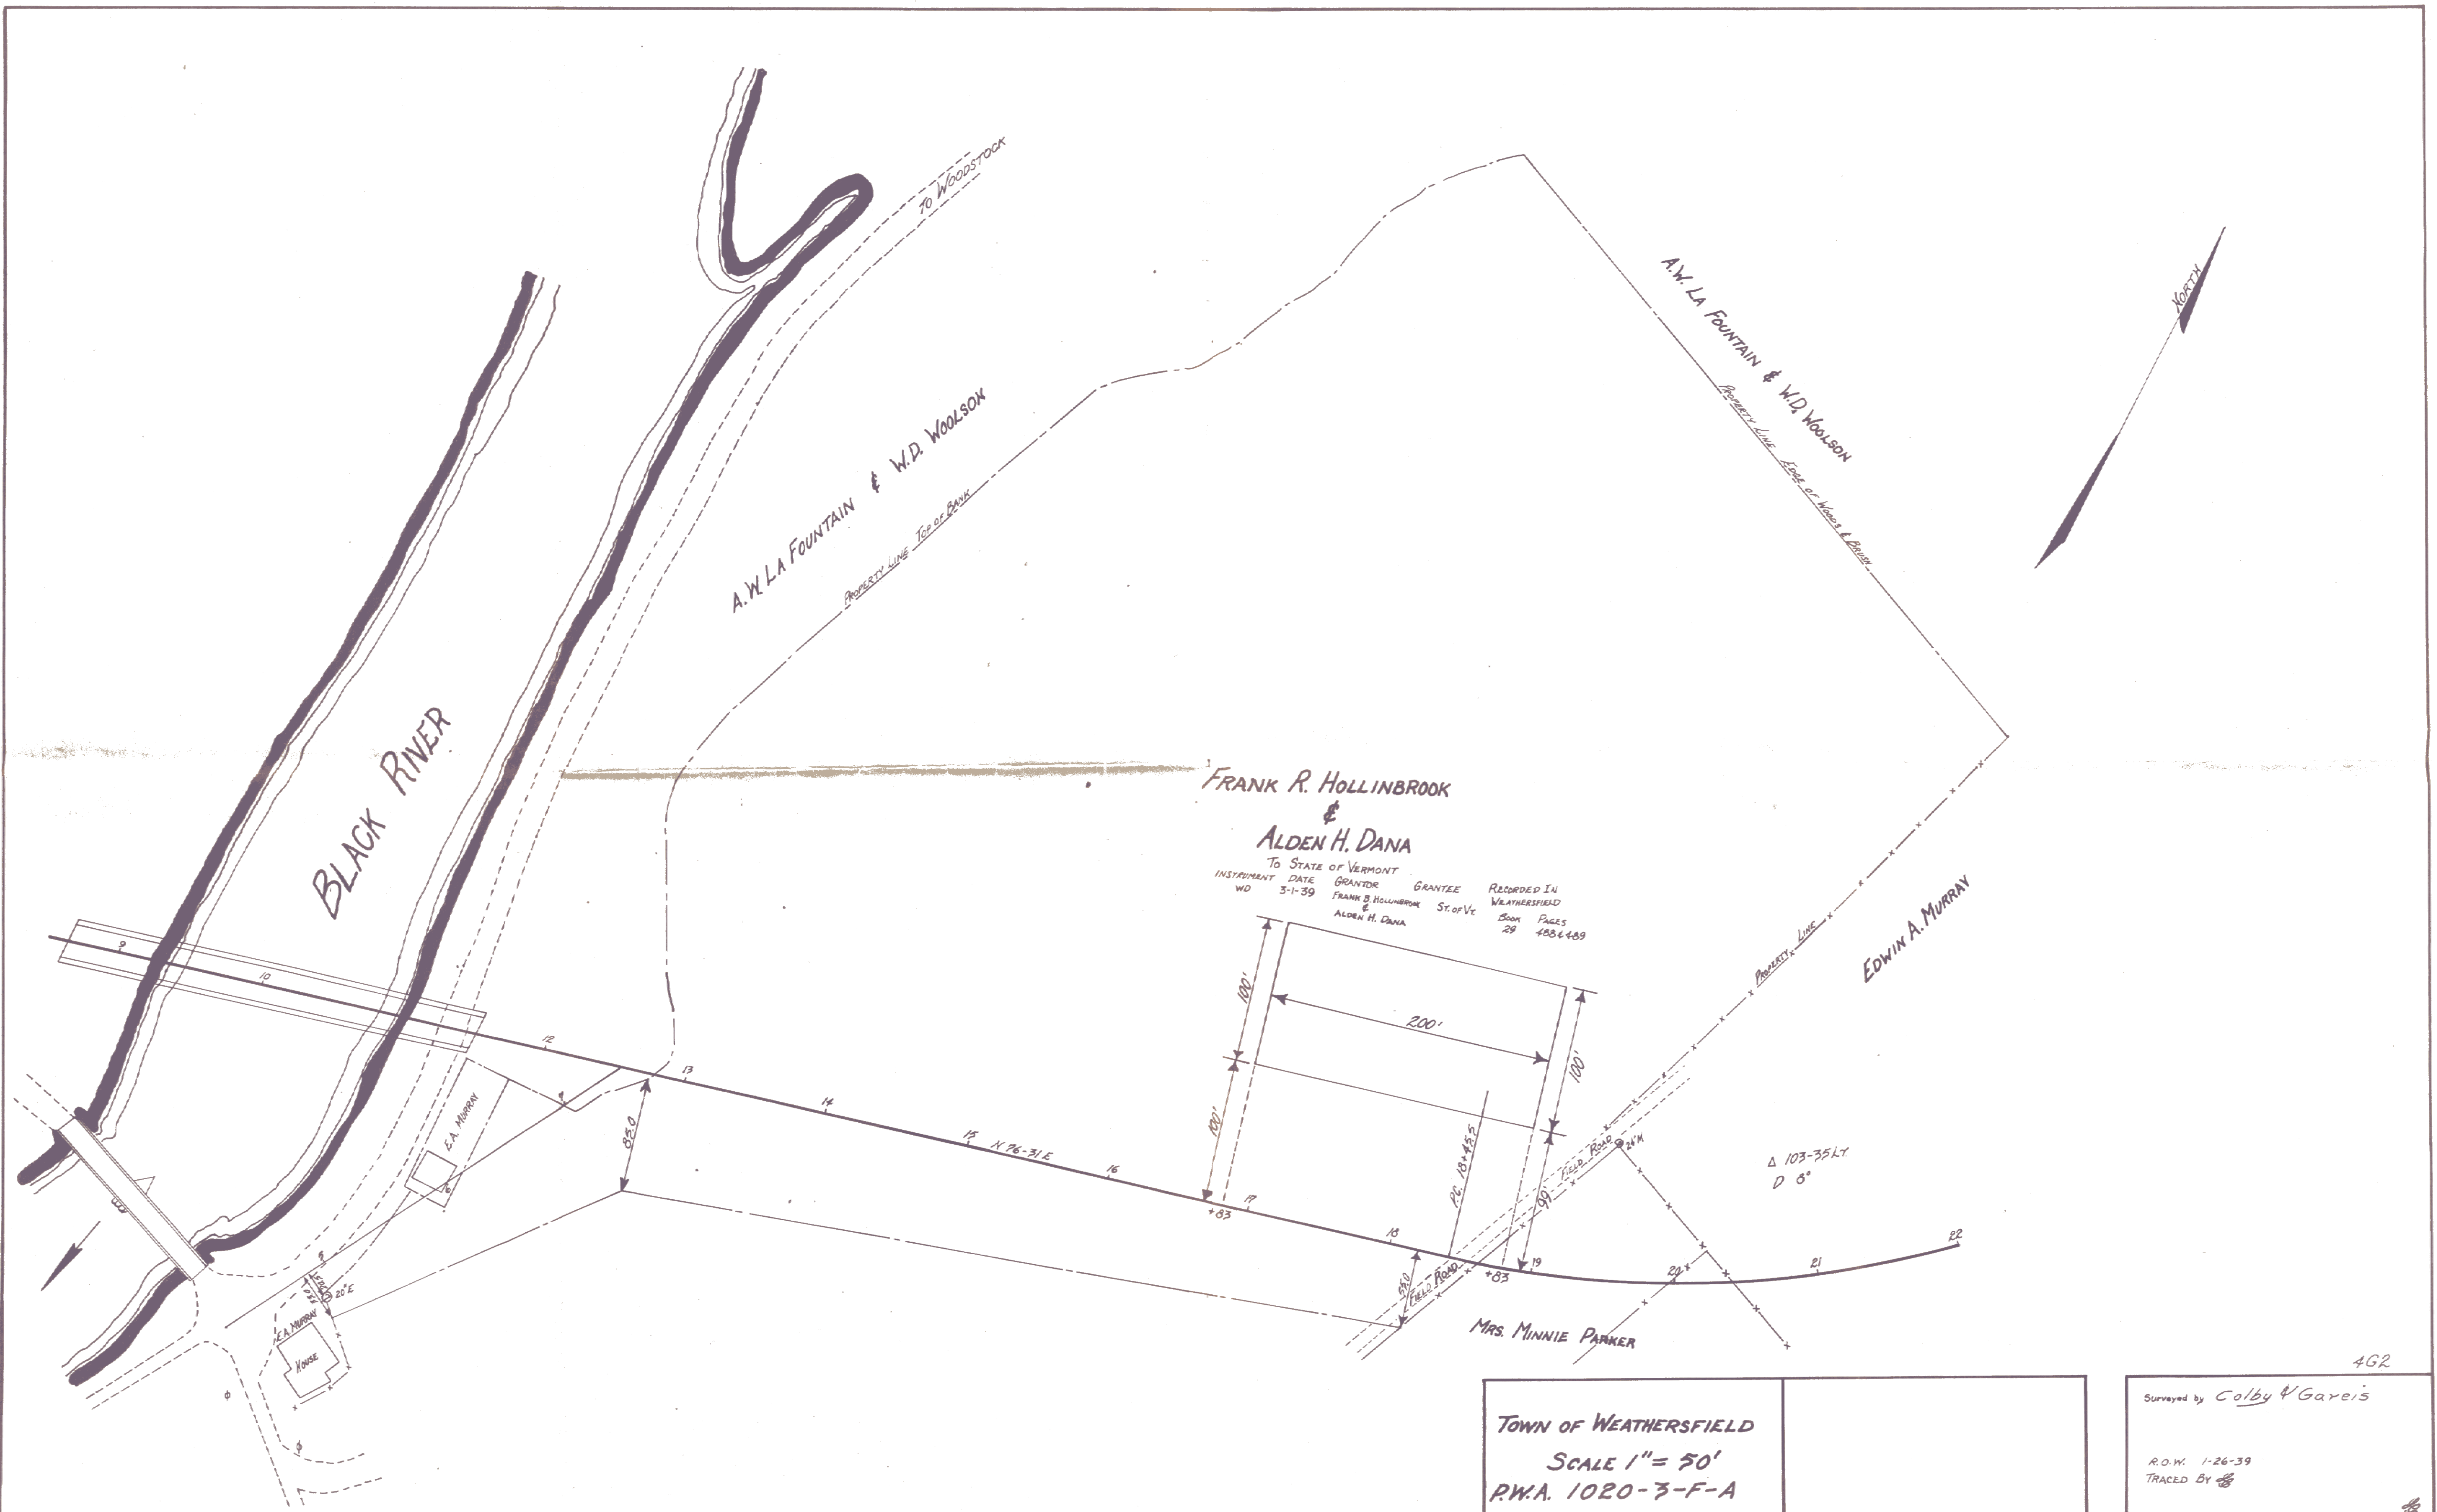 TO WOODSTOCK
NORTH
A.W. LA FOUNTAIN & W.D. WOOLSON
PROPERTY LINE EDGE OF WOODS & BRUSH
A.W. LA FOUNTAIN & W.D. WOOLSON
PROPERTY LINE TOP OF BANK
BLACK RIVER
FRANK R. HOLLINBROOK
&
ALDEN H. DANA
TO STATE OF VERMONT
INSTRUMENT DATE GRANTOR GRANTEE RECORDED IN
WD 3-1-39 FRANK B. HOLLINBROOK ST. OF VT. WEATHERSFIELD
& BOOK PAGES
ALDEN H. DANA 29 488 & 489
EDWIN A. MURRAY
PROPERTY LINE
100'
200'
100'
100'
99'
9
10
12
13
14
15
N 76-31 E
16
+83
17
18
P.C. 18+45.5
+83
19
20
21
22
E.A. MURRAY
85.0
55.0
FIELD ROAD
FIELD ROAD
24"M
Δ 103-35 LT.
D 8°
20"E
E.A. MURRAY
HOUSE
MRS. MINNIE PARKER
4G2
TOWN OF WEATHERSFIELD
SCALE 1" = 50'
P.W.A. 1020-3-F-A
Surveyed by Colby & Gareis
R.O.W. 1-26-39
TRACED BY